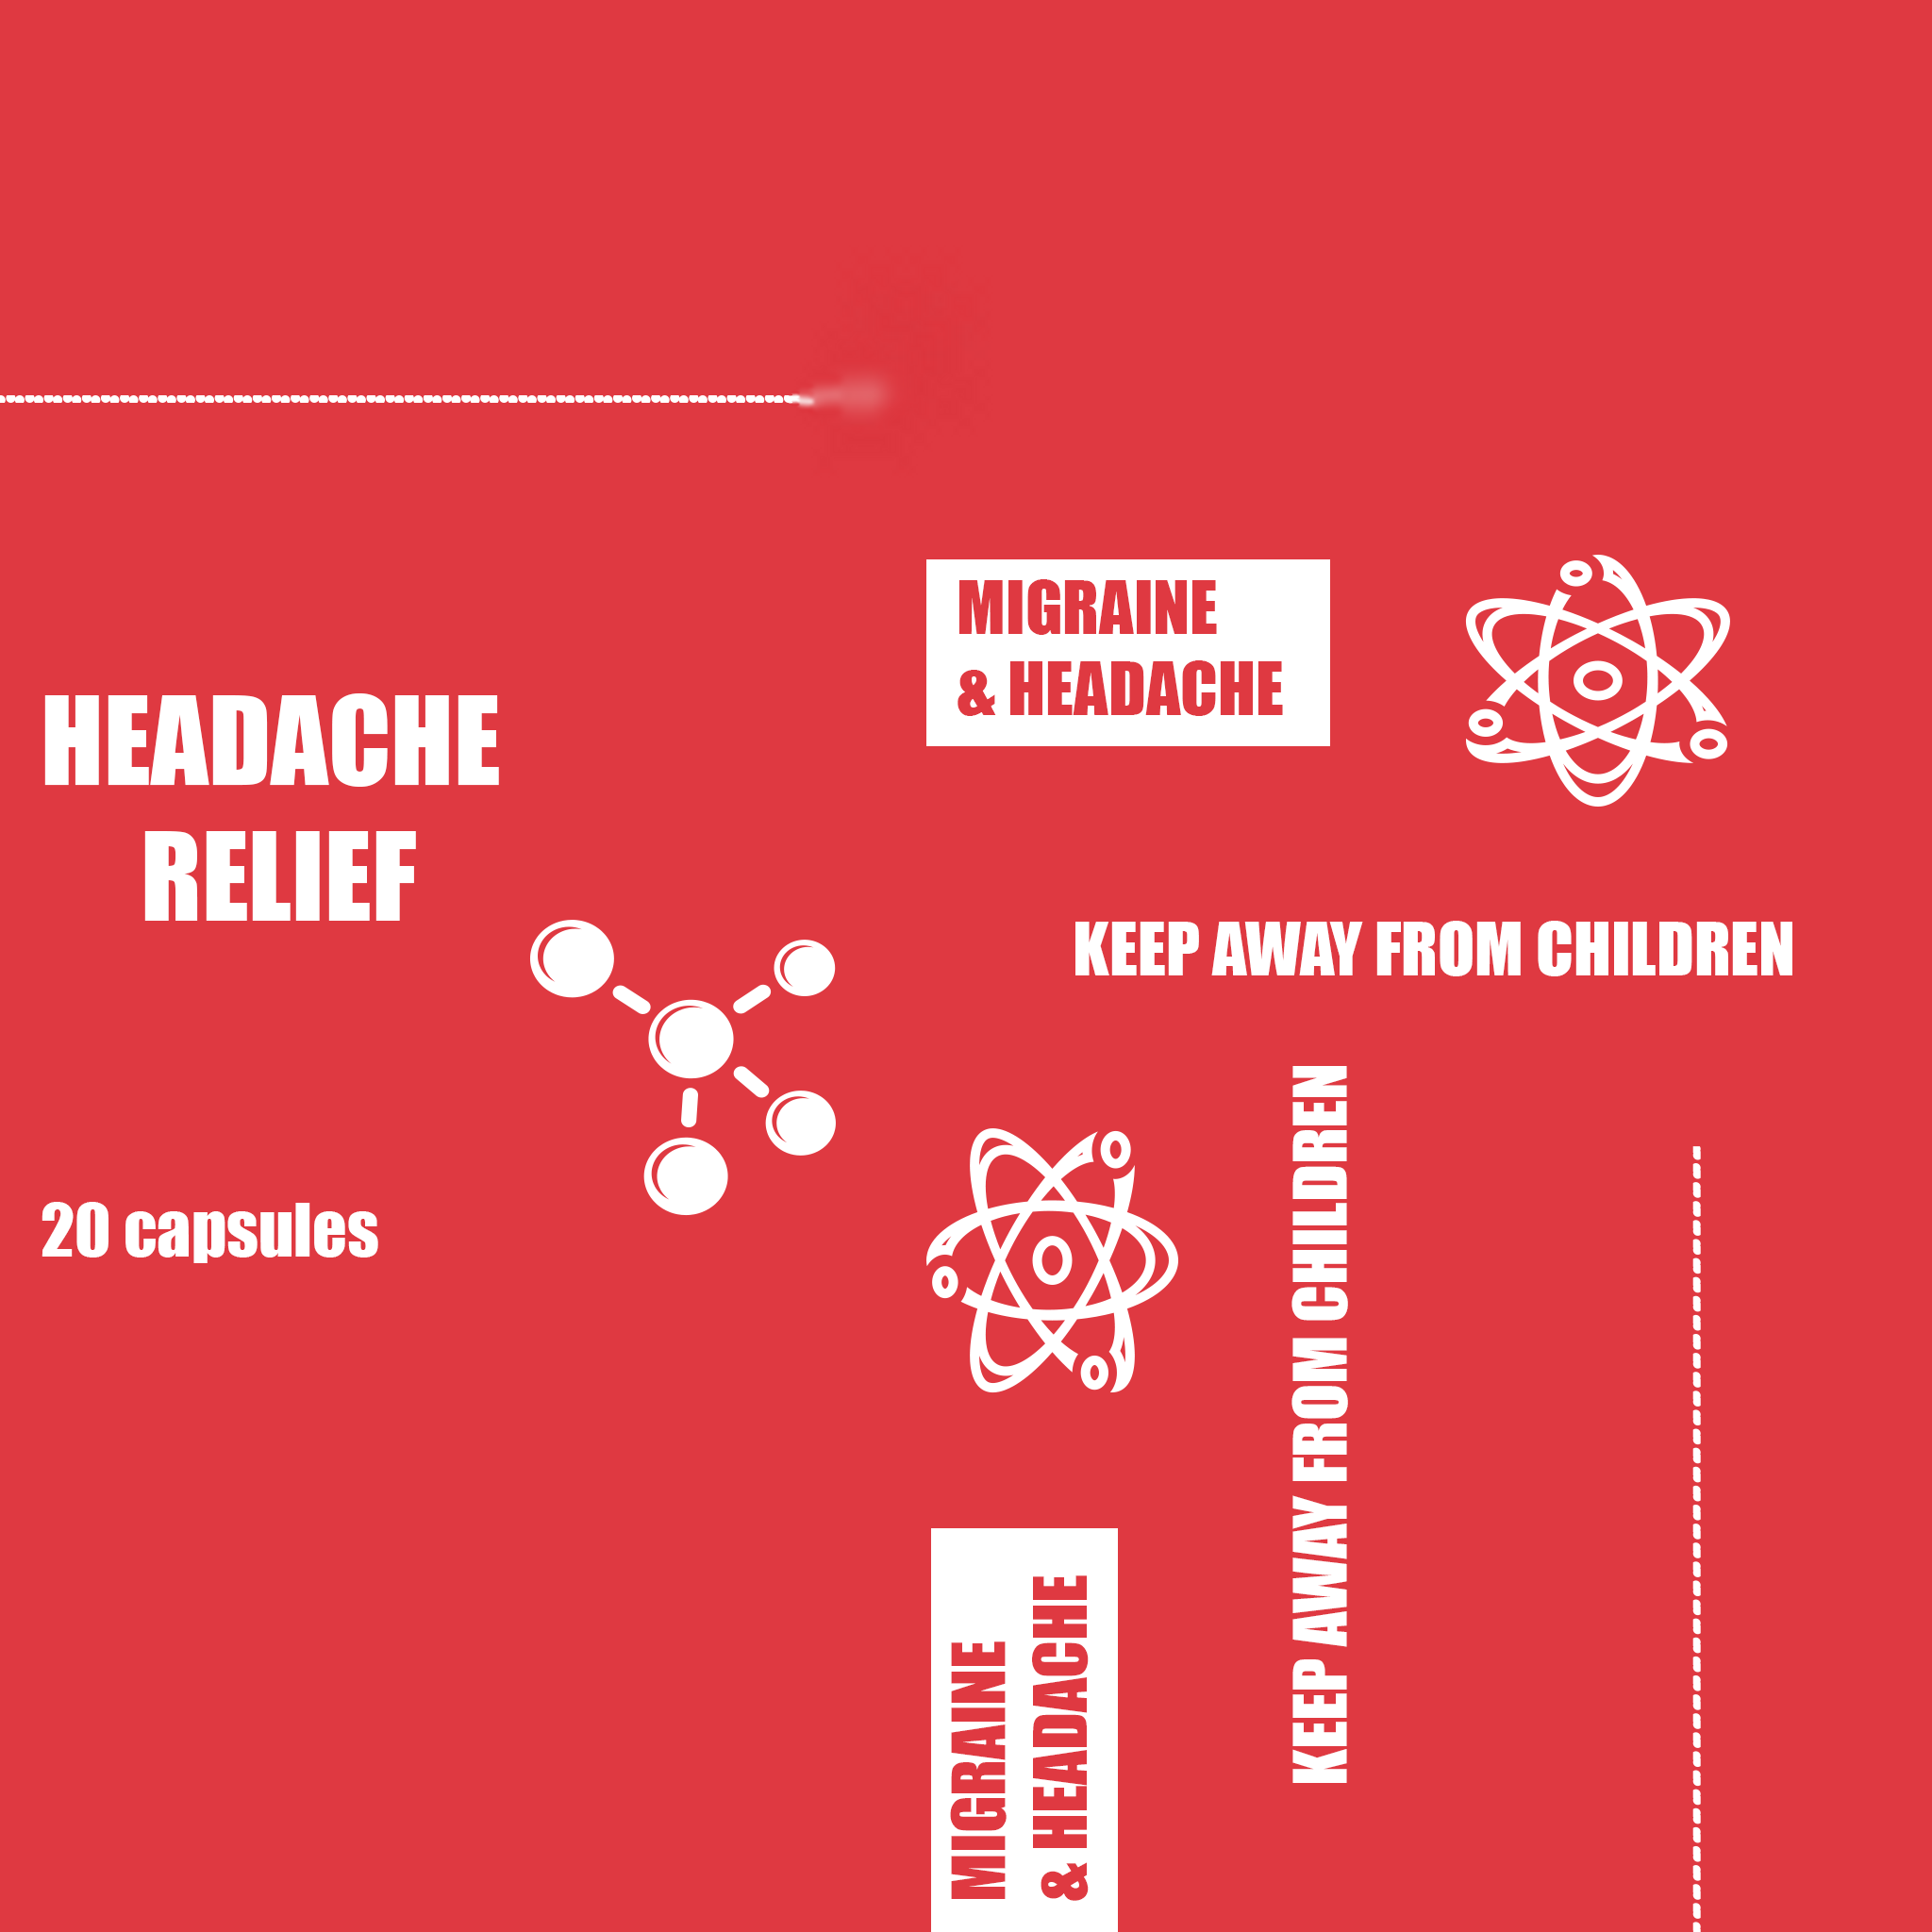 MIGRAINE
& HEADACHE
HEADACHE
RELIEF
KEEP AWAY FROM CHILDREN
20 capsules
KEEP AWAY FROM CHILDREN
MIGRAINE
& HEADACHE